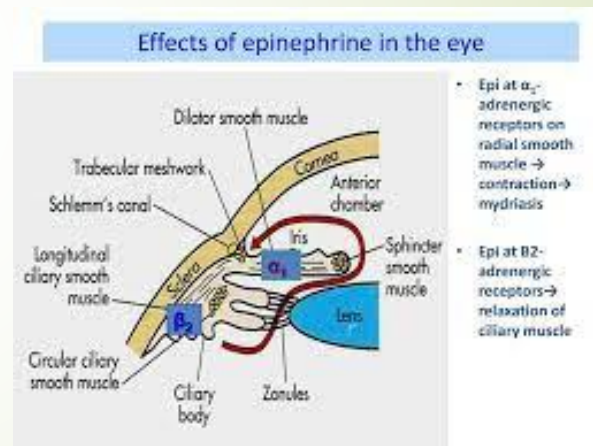 Effects of epinephrine in the eye
Dilator smooth muscle
Trabecular meshwork
Schlemm's canal
Cornea
Anterior
chamber
Longitudinal
ciliary smooth
muscle
Sclera
Iris
α₁
Sphincter
smooth
muscle
β₂
Lens
Circular ciliary
smooth muscle
Ciliary
body
Zonules
• Epi at α₁-
adrenergic
receptors on
radial smooth
muscle →
contraction→
mydriasis
• Epi at B2-
adrenergic
receptors→
relaxation of
ciliary muscle